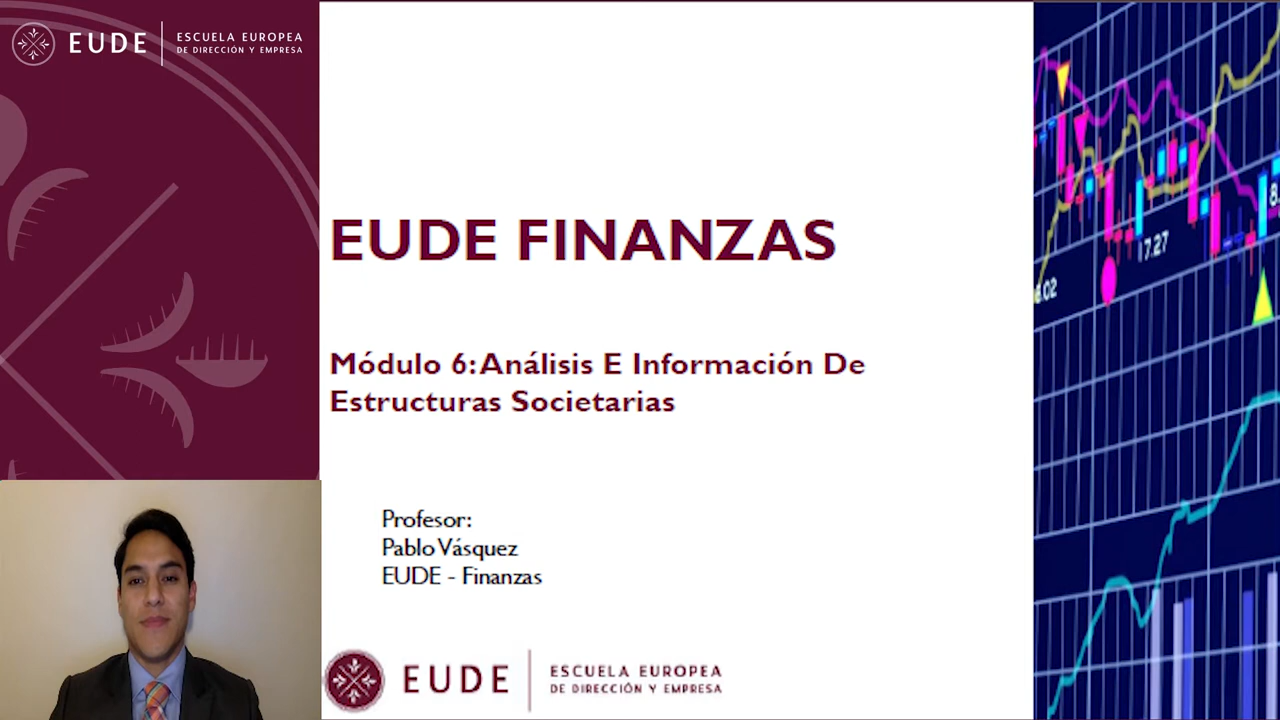 EUDE
ESCUELA EUROPEA
DE DIRECCIÓN Y EMPRESA
EUDE FINANZAS
Módulo 6: Análisis E Información De
Estructuras Societarias
Profesor:
Pablo Vásquez
EUDE - Finanzas
EUDE
ESCUELA EUROPEA
DE DIRECCIÓN Y EMPRESA
17.27